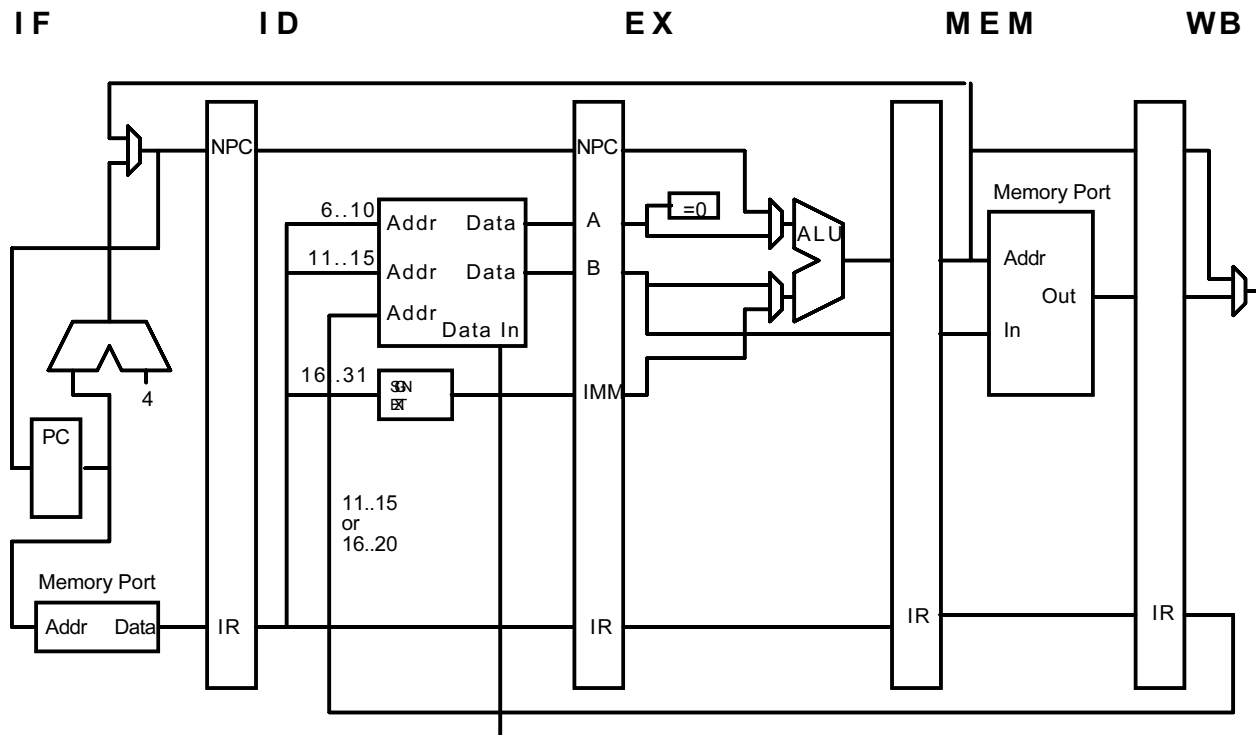 IF ID EX MEM WB
NPC NPC
Memory Port
=0
6..10
Addr Data
A
ALU
11..15
Addr Data
B
Addr
Addr
Out
Data In
In
16..31
SIGN
EXT
IMM
4
PC
11..15
or
16..20
Memory Port
Addr Data
IR IR IR IR